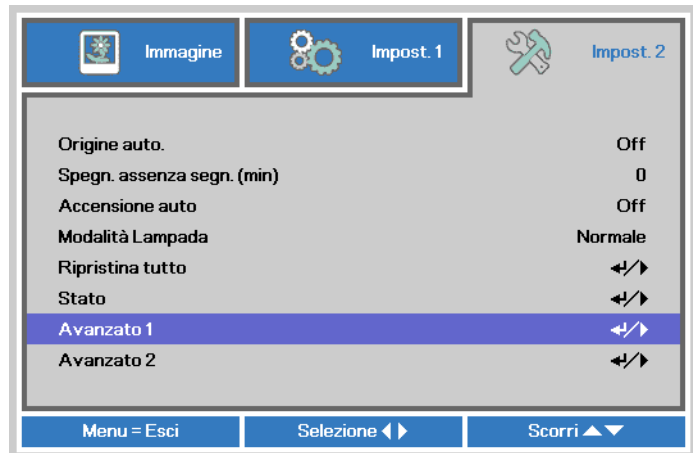 Immagine
Impost. 1
Impost. 2
Origine auto. Off
Spegn. assenza segn. (min) 0
Accensione auto Off
Modalità Lampada Normale
Ripristina tutto
Stato
Avanzato 1
Avanzato 2
Menu = Esci
Selezione
Scorri